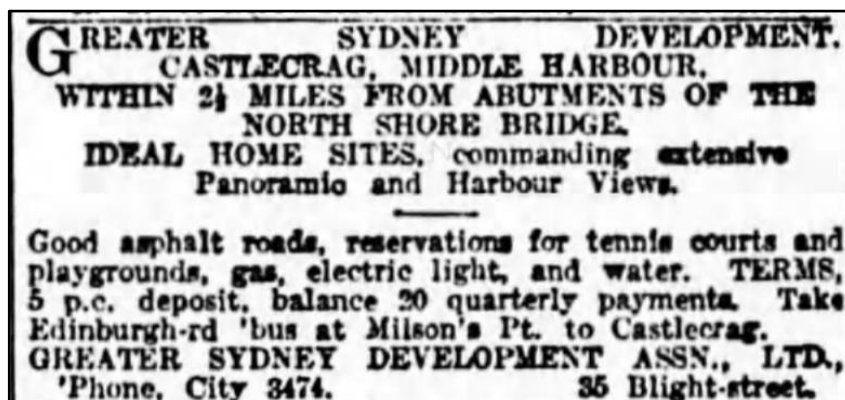 GREATER SYDNEY DEVELOPMENT.
CASTLECRAG, MIDDLE HARBOUR,
WITHIN 2½ MILES FROM ABUTMENTS OF THE
NORTH SHORE BRIDGE.
IDEAL HOME SITES, commanding extensive
Panoramic and Harbour Views.
Good asphalt roads, reservations for tennis courts and
playgrounds, gas, electric light, and water. TERMS,
5 p.c. deposit, balance 20 quarterly payments. Take
Edinburgh-rd 'bus at Milson's Pt. to Castlecrag.
GREATER SYDNEY DEVELOPMENT ASSN., LTD.,
'Phone, City 3474. 35 Blight-street.